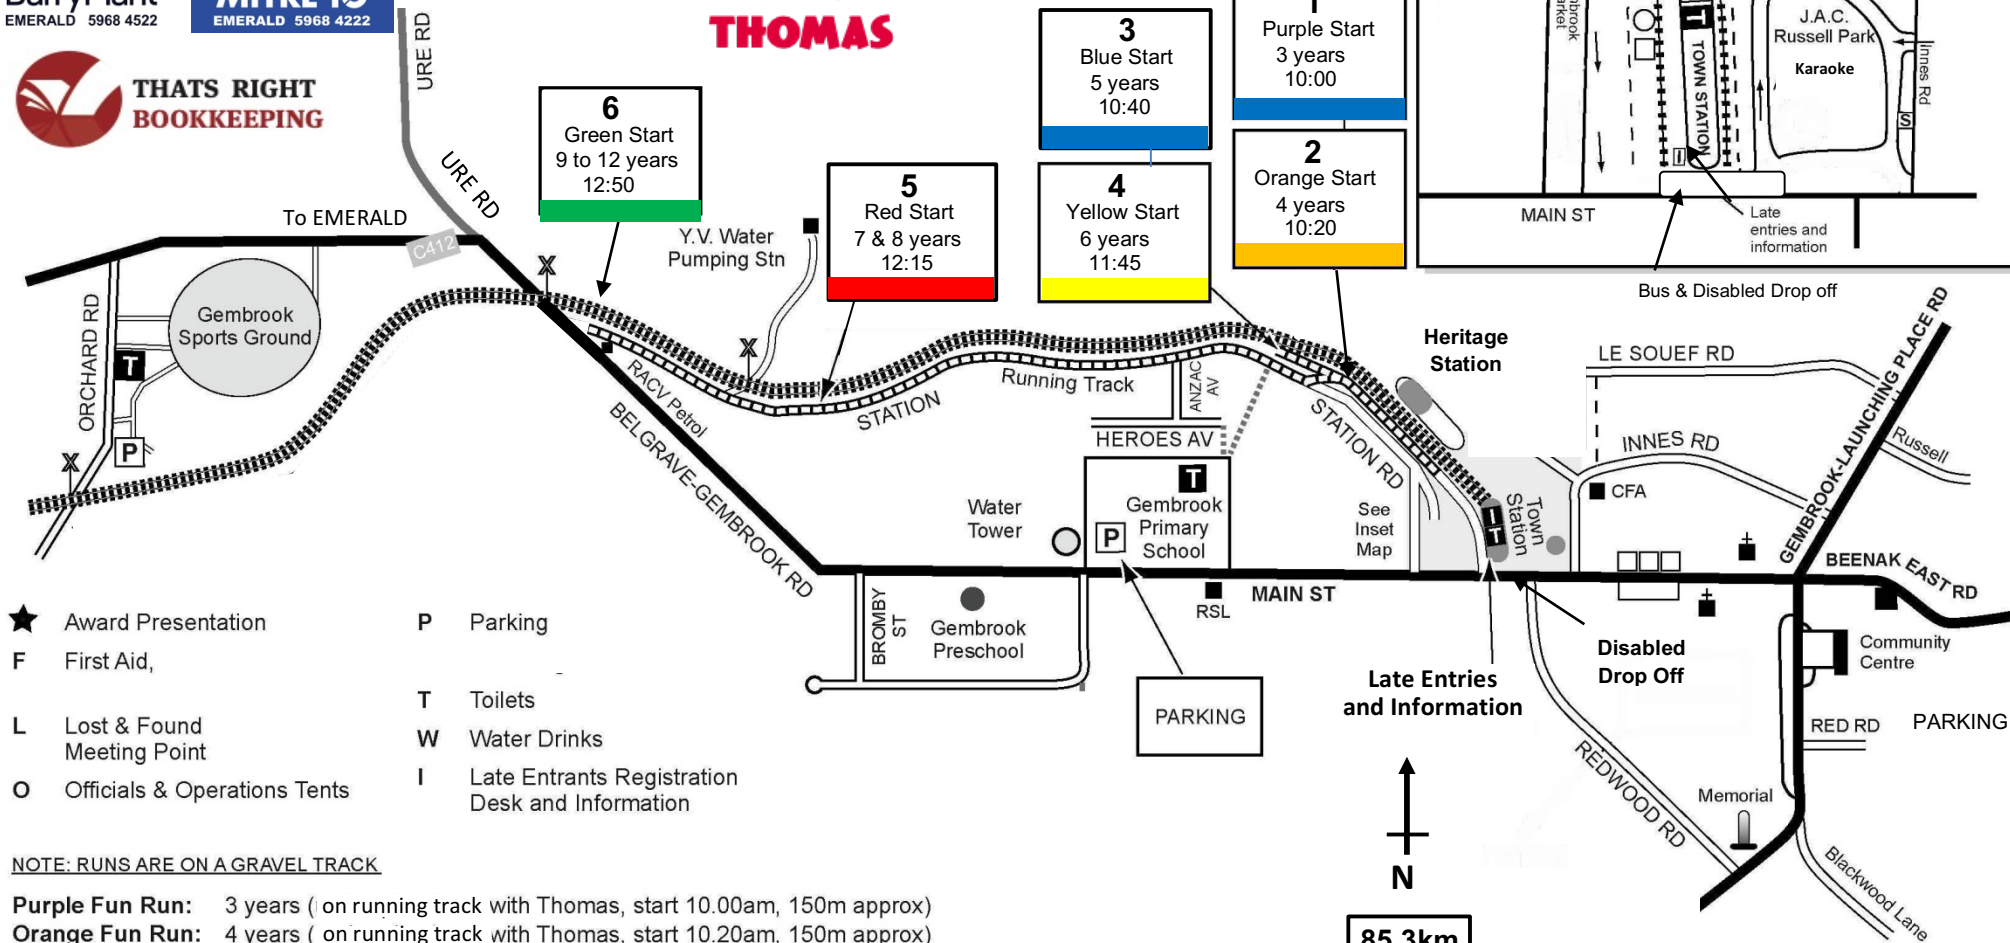 EMERALD 5968 4522
MITRE 10
EMERALD 5968 4222
THATS RIGHT
BOOKKEEPING
THOMAS
URE RD
URE RD
To EMERALD
C412
6
Green Start
9 to 12 years
12:50
5
Red Start
7 & 8 years
12:15
3
Blue Start
5 years
10:40
4
Yellow Start
6 years
11:45
1
Purple Start
3 years
10:00
2
Orange Start
4 years
10:20
T
TOWN STATION
I
J.A.C.
Russell Park
Karaoke
Innes Rd
S
MAIN ST
Late
entries and
information
Bus & Disabled Drop off
Y.V. Water
Pumping Stn
Gembrook
Sports Ground
ORCHARD RD
T
P
X
X
X
RACV Petrol
BELGRAVE-GEMBROOK RD
STATION
Running Track
ANZAC
AV
HEROES AV
STATION RD
Heritage
Station
LE SOUEF RD
INNES RD
Russell
GEMBROOK-LAUNCHING PLACE RD
CFA
Water
Tower
T
P
Gembrook
Primary
School
See
Inset
Map
I
T
Town
Station
BEENAK EAST RD
MAIN ST
RSL
BROMBY
ST
Gembrook
Preschool
PARKING
Late Entries
and Information
Disabled
Drop Off
Community
Centre
RED RD
PARKING
REDWOOD RD
Memorial
Blackwood Lane
N
85.3km
★ Award Presentation
F First Aid,
L Lost & Found
Meeting Point
O Officials & Operations Tents
P Parking
T Toilets
W Water Drinks
I Late Entrants Registration
Desk and Information
NOTE: RUNS ARE ON A GRAVEL TRACK
Purple Fun Run: 3 years ( on running track with Thomas, start 10.00am, 150m approx)
Orange Fun Run: 4 years ( on running track with Thomas, start 10.20am, 150m approx)